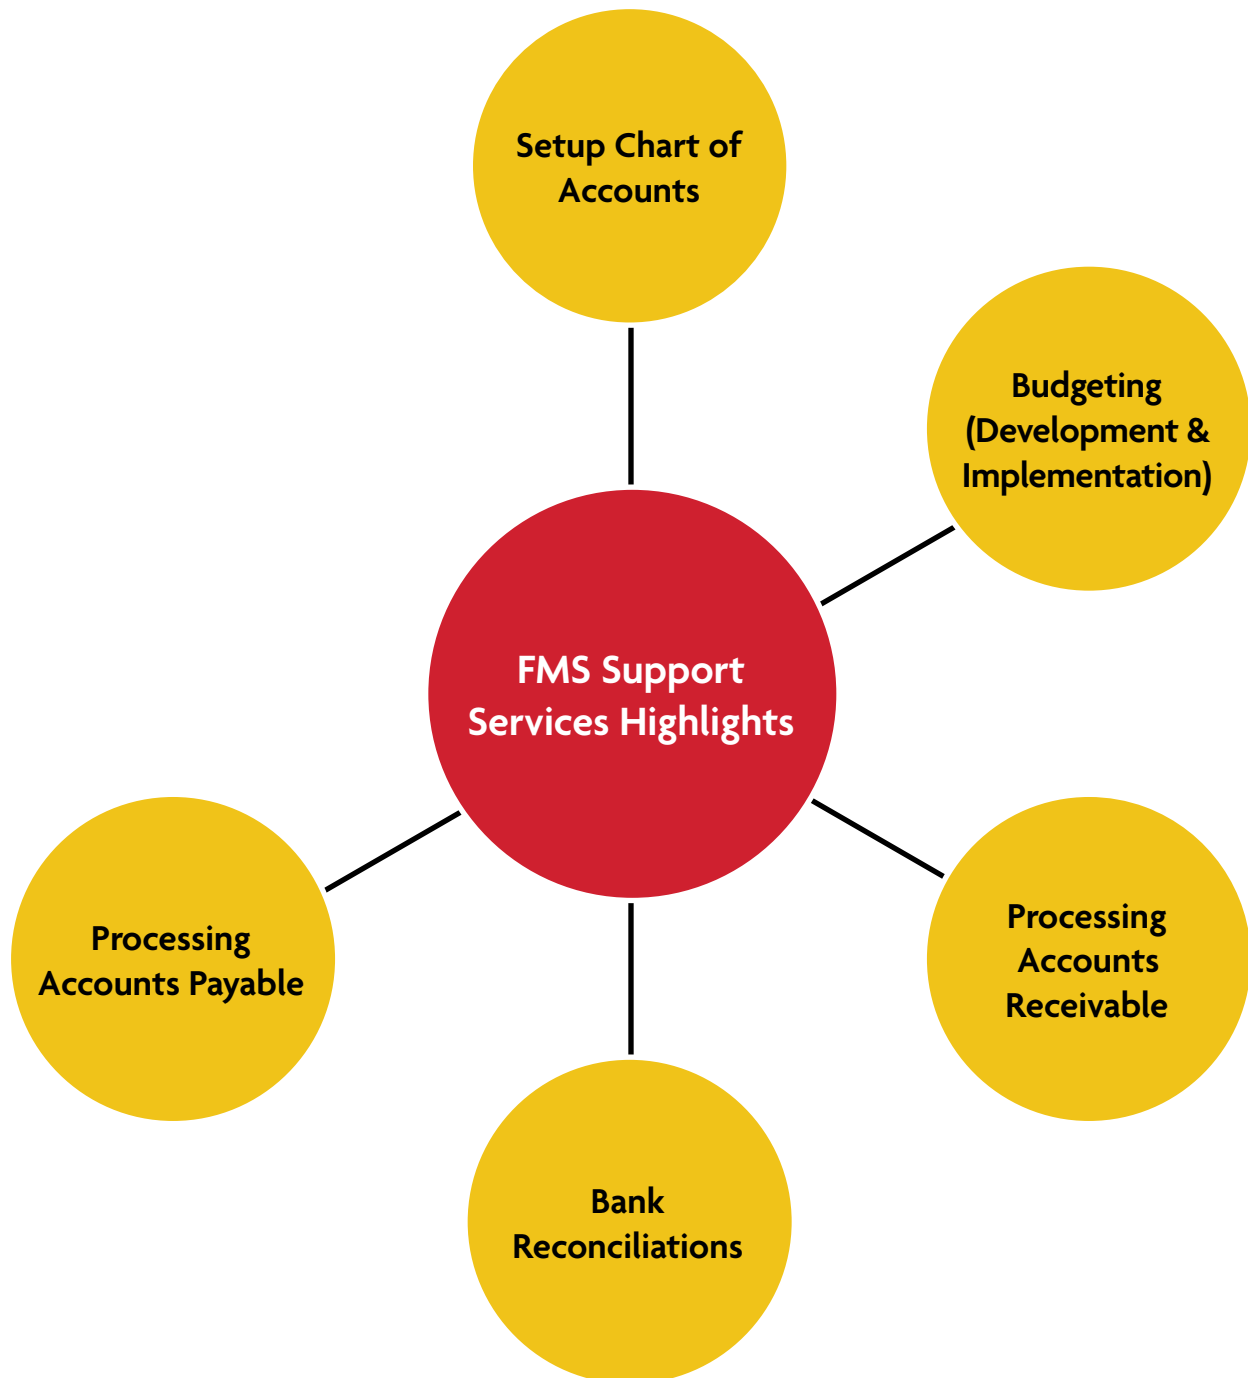 Setup Chart of
Accounts
Budgeting
(Development &
Implementation)
FMS Support
Services Highlights
Processing
Accounts Payable
Processing
Accounts
Receivable
Bank
Reconciliations